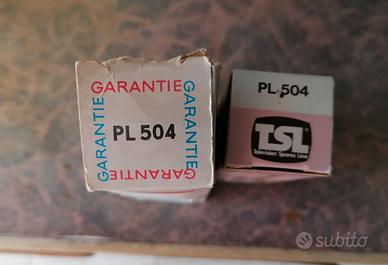 GARANTIE
GARANTIE
PL 504
GARANTIE
GARANTIE
PL 504
TSL
Television Spares Line
subito